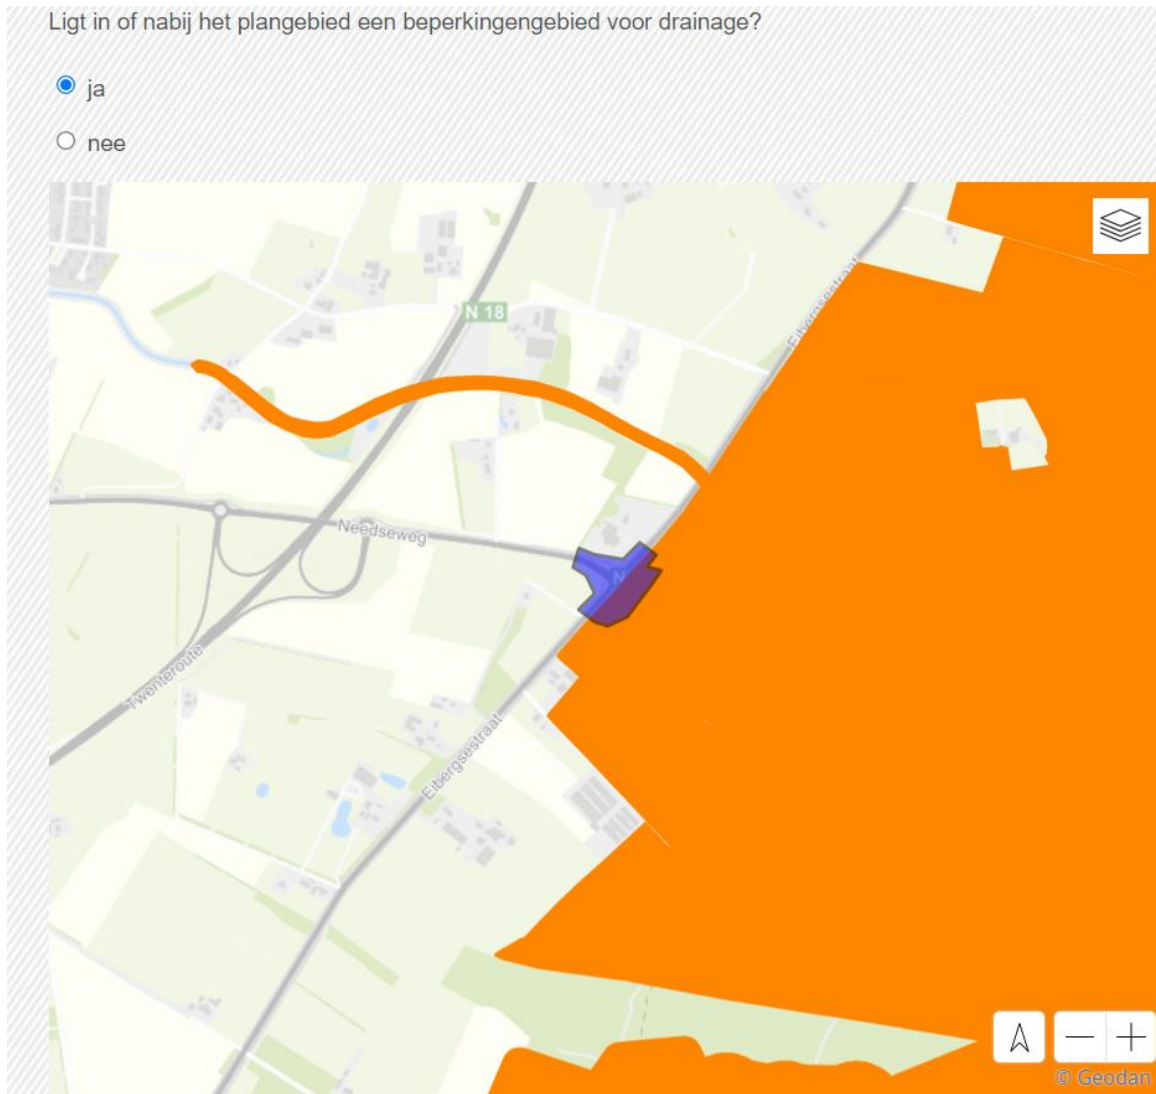 Ligt in of nabij het plangebied een beperkingengebied voor drainage?
ja
nee
N 18
Eibergsestraat
Needseweg
N
Twenteroute
Eibergsestraat
© Geodan